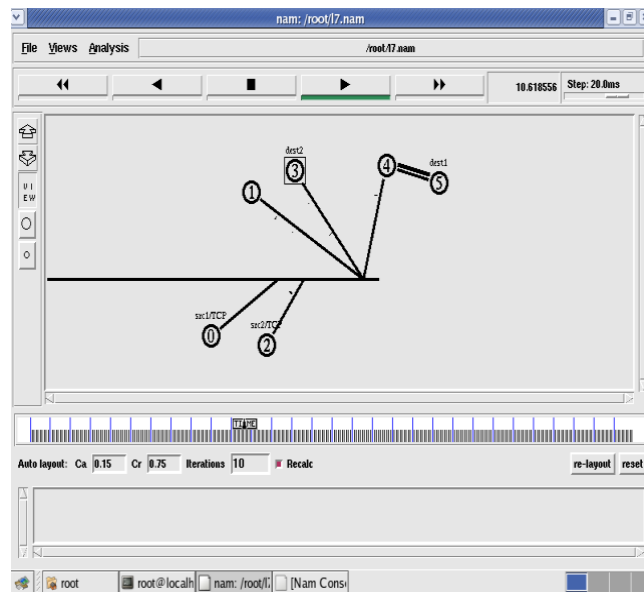 nam: /root/l7.nam
File Views Analysis /root/l7.nam
10.618556 Step: 20.0ms
VIEW
dest2
3
1
4
dest1
5
src1/TCP
0
src2/TCP
2
TIME
Auto layout: Ca 0.15 Cr 0.75 Iterations 10 Recalc re-layout reset
root root@localh nam: /root/l7 [Nam Cons